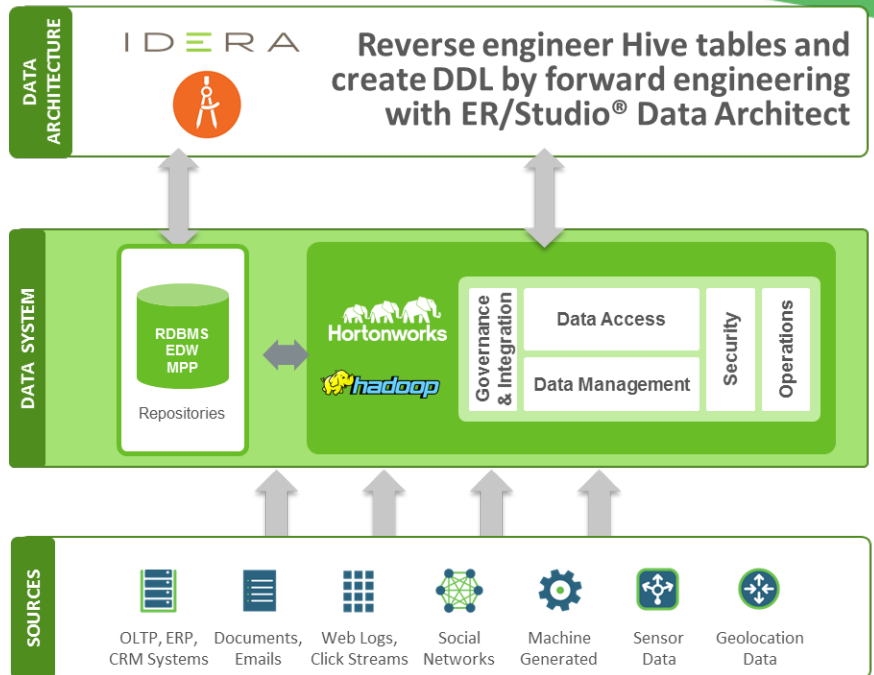 DATA
ARCHITECTURE
IDERA
Reverse engineer Hive tables and
create DDL by forward engineering
with ER/Studio® Data Architect
DATA SYSTEM
RDBMS
EDW
MPP
Repositories
Hortonworks
hadoop
Governance
& Integration
Data Access
Data Management
Security
Operations
SOURCES
OLTP, ERP,
CRM Systems
Documents,
Emails
Web Logs,
Click Streams
Social
Networks
Machine
Generated
Sensor
Data
Geolocation
Data